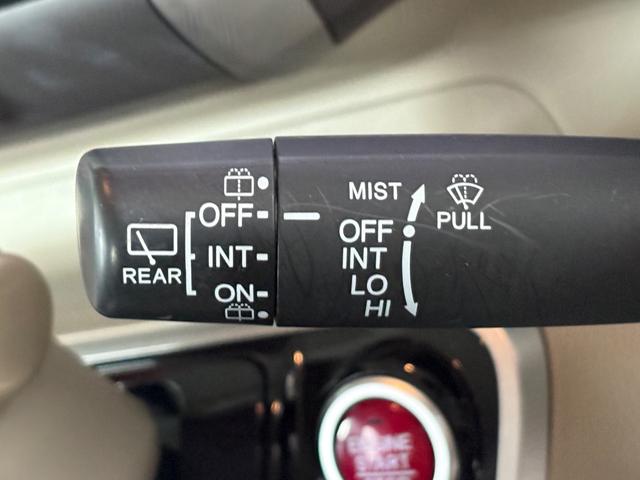 OFF
INT
REAR
ON
MIST
PULL
OFF
INT
LO
HI
ENGINE
START